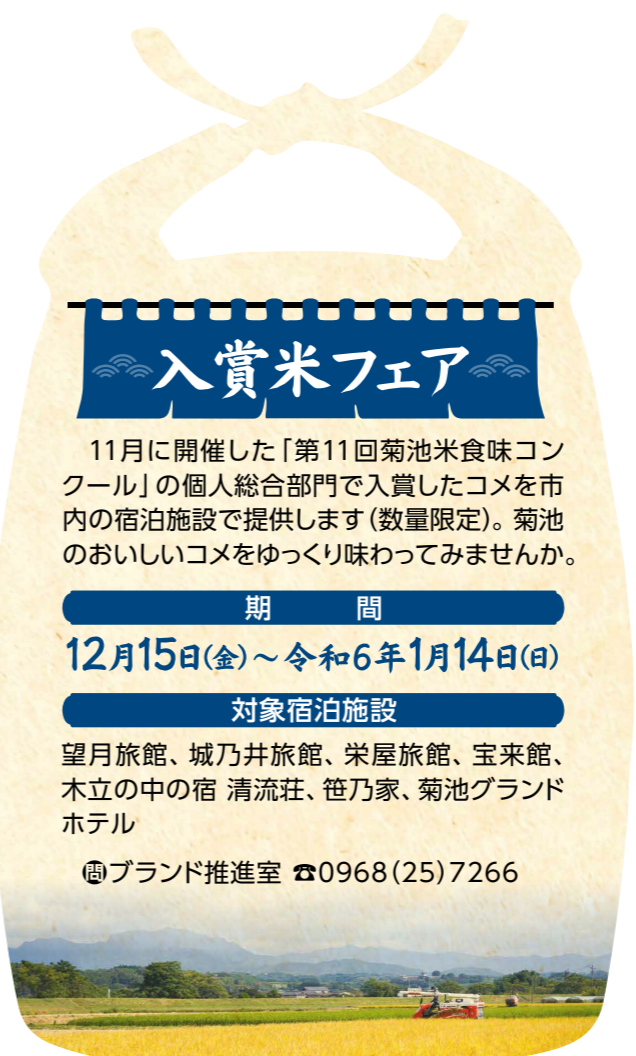 入賞米フェア
11月に開催した「第11回菊池米食味コン
クール」の個人総合部門で入賞したコメを市
内の宿泊施設で提供します(数量限定)。菊池
のおいしいコメをゆっくり味わってみませんか。
期 間
12月15日(金)～令和6年1月14日(日)
対象宿泊施設
望月旅館、城乃井旅館、栄屋旅館、宝来館、
木立の中の宿 清流荘、笹乃家、菊池グランド
ホテル
㉄ブランド推進室 ☎0968(25)7266